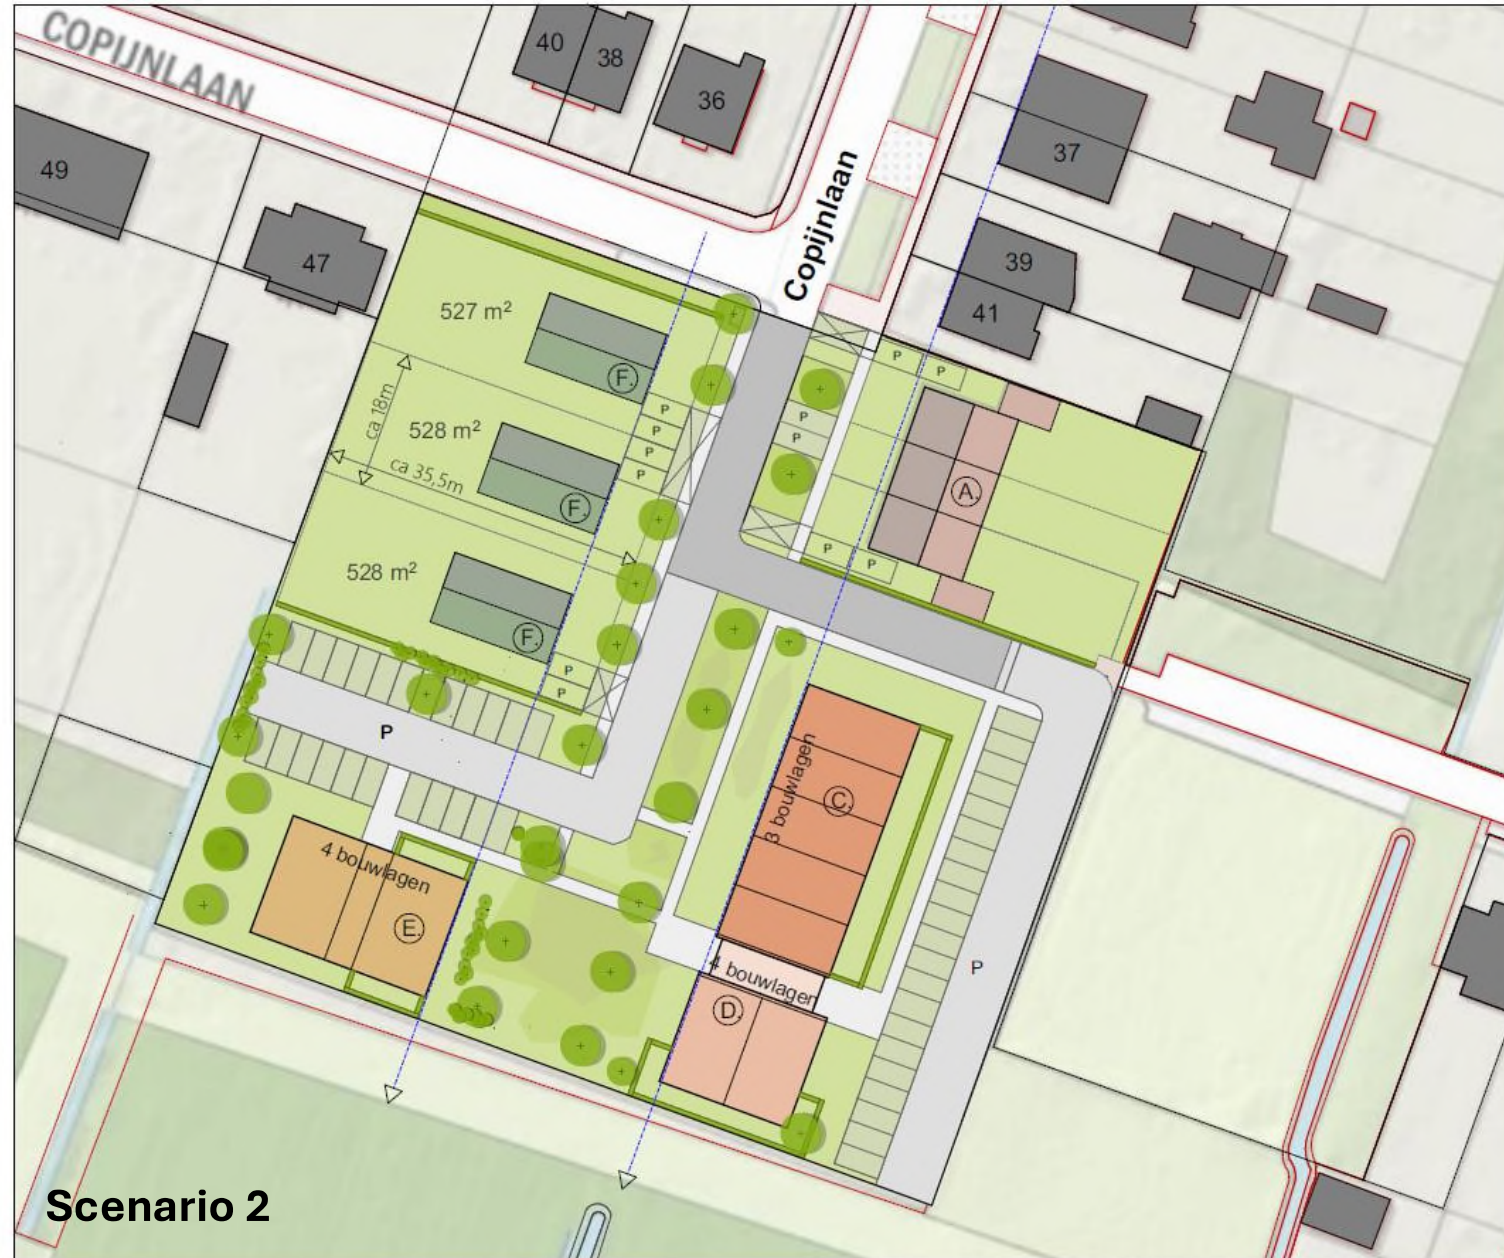 COPIJNLAAN
40
38
36
49
47
Copijnlaan
37
39
41
527 m²
F.
P
P
ca 18m
528 m²
F.
ca 35,5m
P
P
P
P
P
P
A.
P
P
528 m²
F.
P
P
P
3 bouwlagen
C.
4 bouwlagen
E.
4 bouwlagen
D.
P
Scenario 2